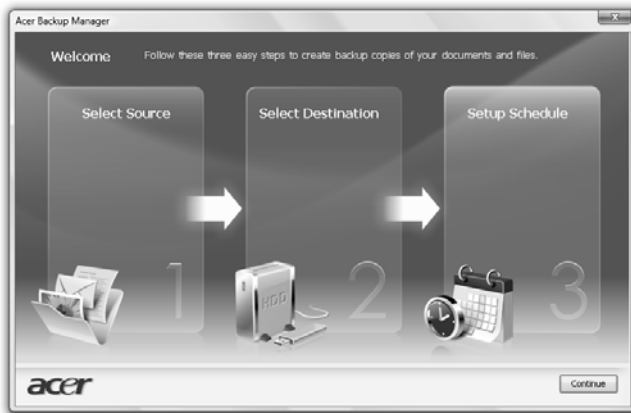 Acer Backup Manager
Welcome
Follow these three easy steps to create backup copies of your documents and files.
Select Source
Select Destination
Setup Schedule
1
HDD
2
3
acer
Continue